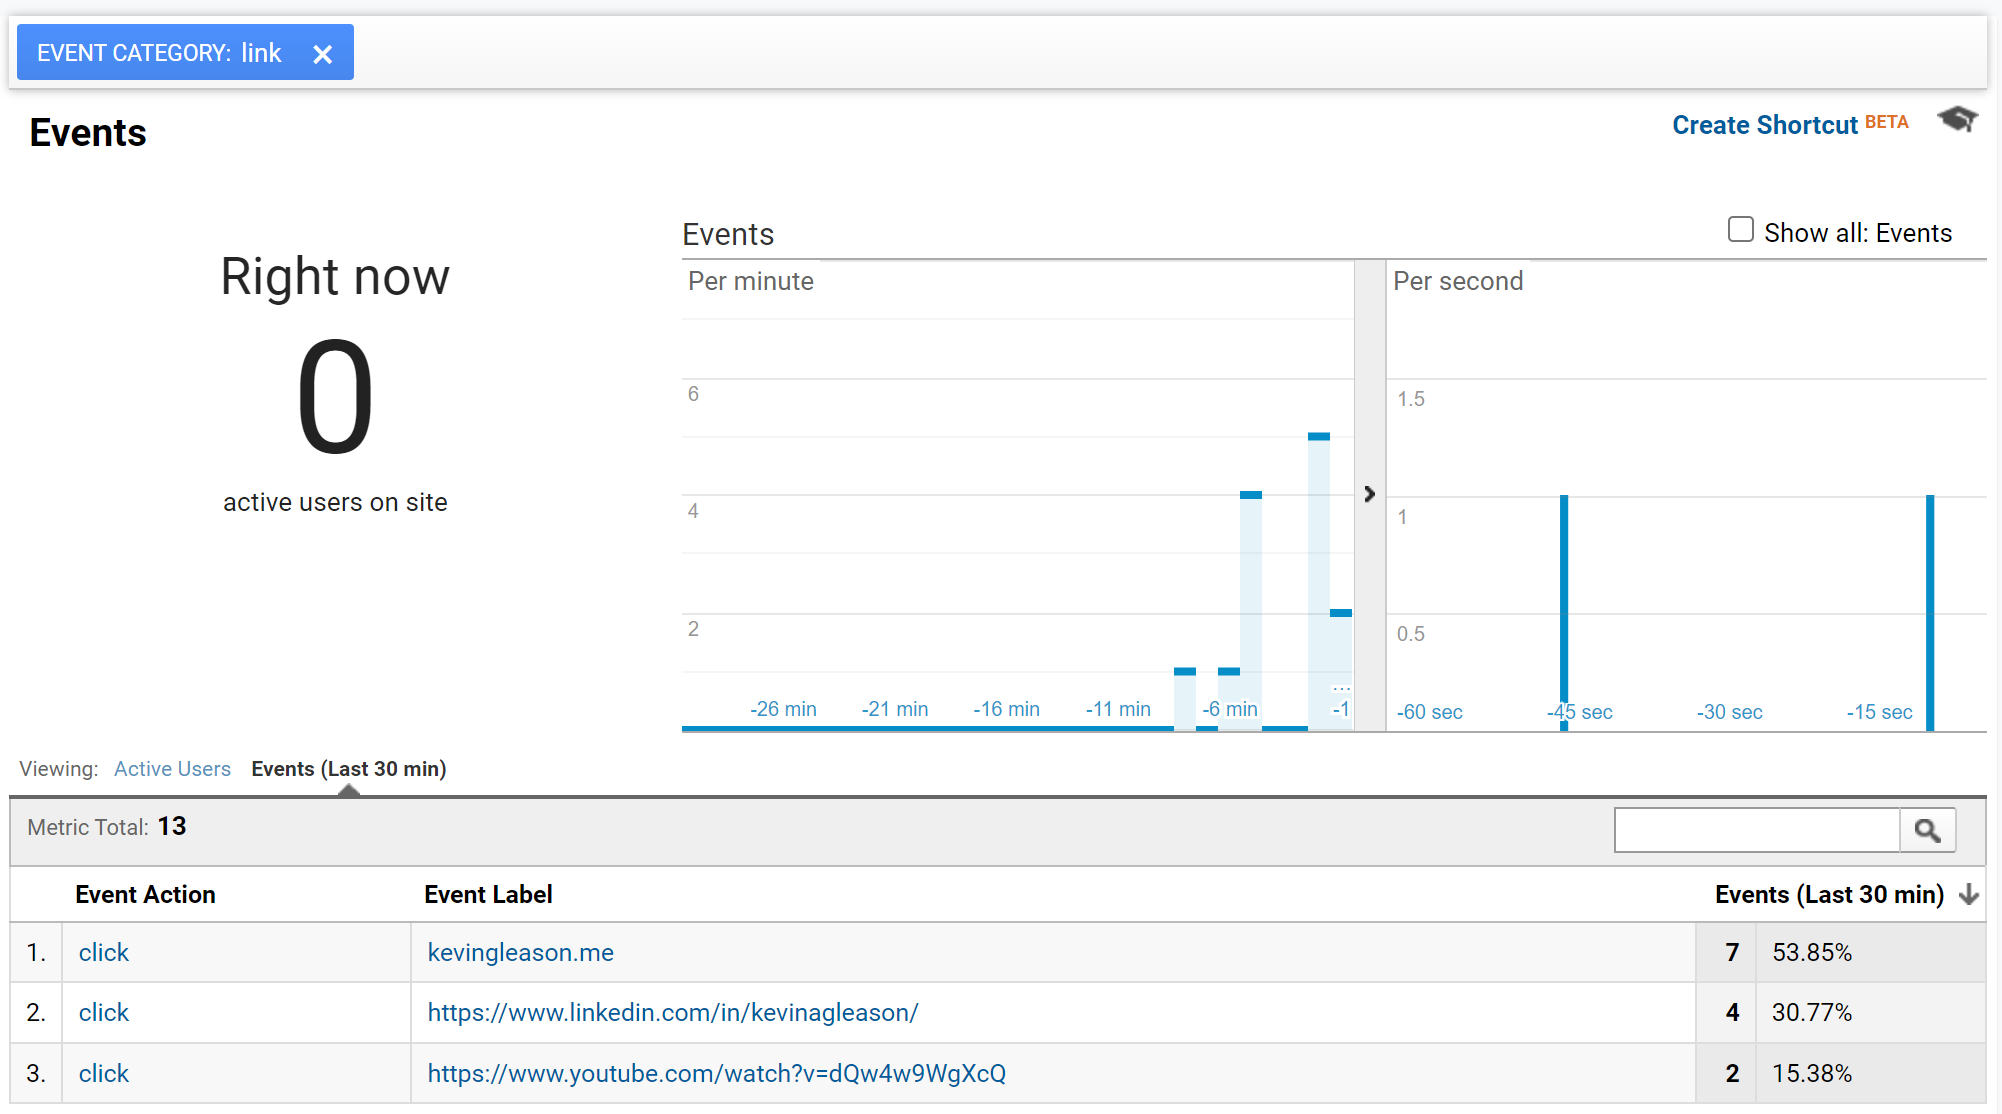 EVENT CATEGORY: link ×
Events
Create Shortcut BETA
Right now
0
active users on site
Events
Show all: Events
Per minute
6
4
2
-26 min -21 min -16 min -11 min -6 min ... -1
Per second
1.5
1
0.5
-60 sec -45 sec -30 sec -15 sec
Viewing: Active Users Events (Last 30 min)
Metric Total: 13
Event Action Event Label Events (Last 30 min)
1. click kevingleason.me 7 53.85%
2. click https://www.linkedin.com/in/kevinagleason/ 4 30.77%
3. click https://www.youtube.com/watch?v=dQw4w9WgXcQ 2 15.38%